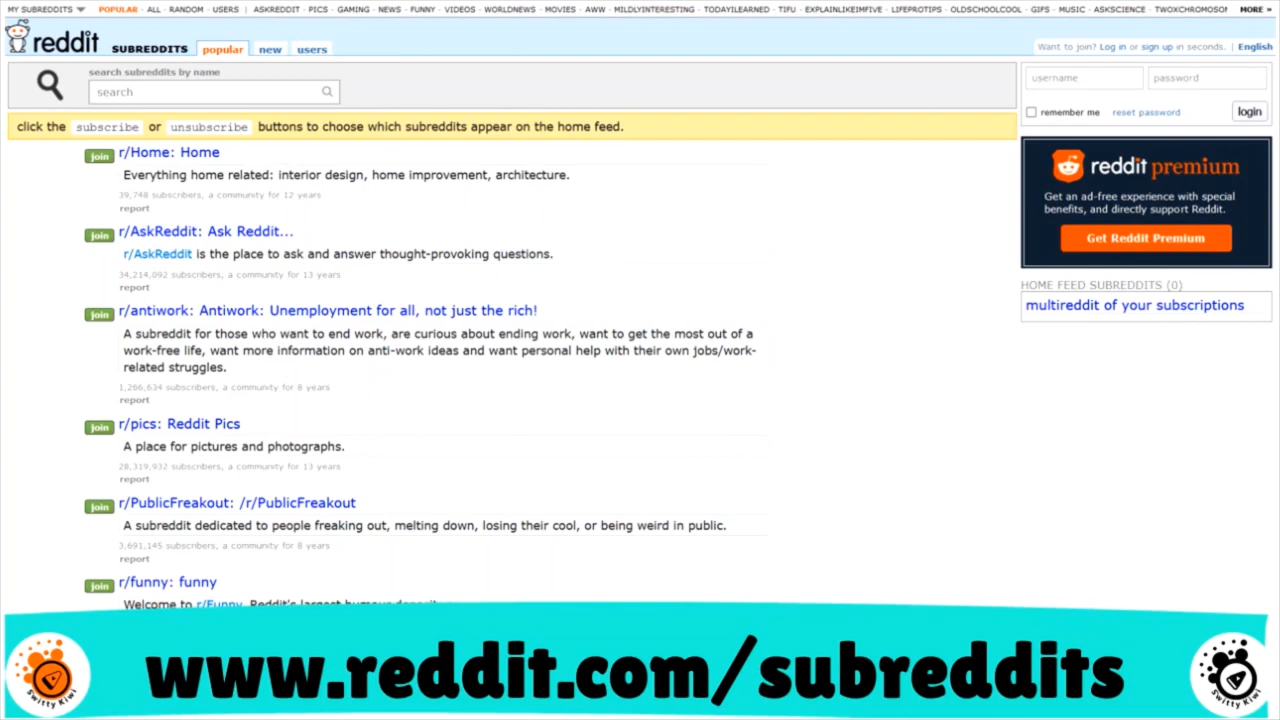 MY SUBREDDITS POPULAR - ALL - RANDOM - USERS | ASKREDDIT - PICS - GAMING - NEWS - FUNNY - VIDEOS - WORLDNEWS - MOVIES - AWW - MILDLYINTERESTING - TODAYILEARNED - TIFU - EXPLAINLIKEIMFIVE - LIFEPROTIPS - OLDSCHOOLCOOL - GIFS - MUSIC - ASKSCIENCE - TWOXCHROMOSO MORE »
reddit SUBREDDITS popular new users
Want to join? Log in or sign up in seconds. | English
search subreddits by name
search
username password
remember me reset password login
click the subscribe or unsubscribe buttons to choose which subreddits appear on the home feed.
reddit premium
Get an ad-free experience with special
benefits, and directly support Reddit.
Get Reddit Premium
HOME FEED SUBREDDITS (0)
multireddit of your subscriptions
join r/Home: Home
Everything home related: interior design, home improvement, architecture.
39,748 subscribers, a community for 12 years
report
join r/AskReddit: Ask Reddit...
r/AskReddit is the place to ask and answer thought-provoking questions.
34,214,092 subscribers, a community for 13 years
report
join r/antiwork: Antiwork: Unemployment for all, not just the rich!
A subreddit for those who want to end work, are curious about ending work, want to get the most out of a
work-free life, want more information on anti-work ideas and want personal help with their own jobs/work-
related struggles.
1,266,634 subscribers, a community for 8 years
report
join r/pics: Reddit Pics
A place for pictures and photographs.
28,319,932 subscribers, a community for 13 years
report
join r/PublicFreakout: /r/PublicFreakout
A subreddit dedicated to people freaking out, melting down, losing their cool, or being weird in public.
3,691,145 subscribers, a community for 8 years
report
join r/funny: funny
Welcome to r/Funny, Reddit's largest humour
www.reddit.com/subreddits
Switty Kiwi
Switty Kiwi